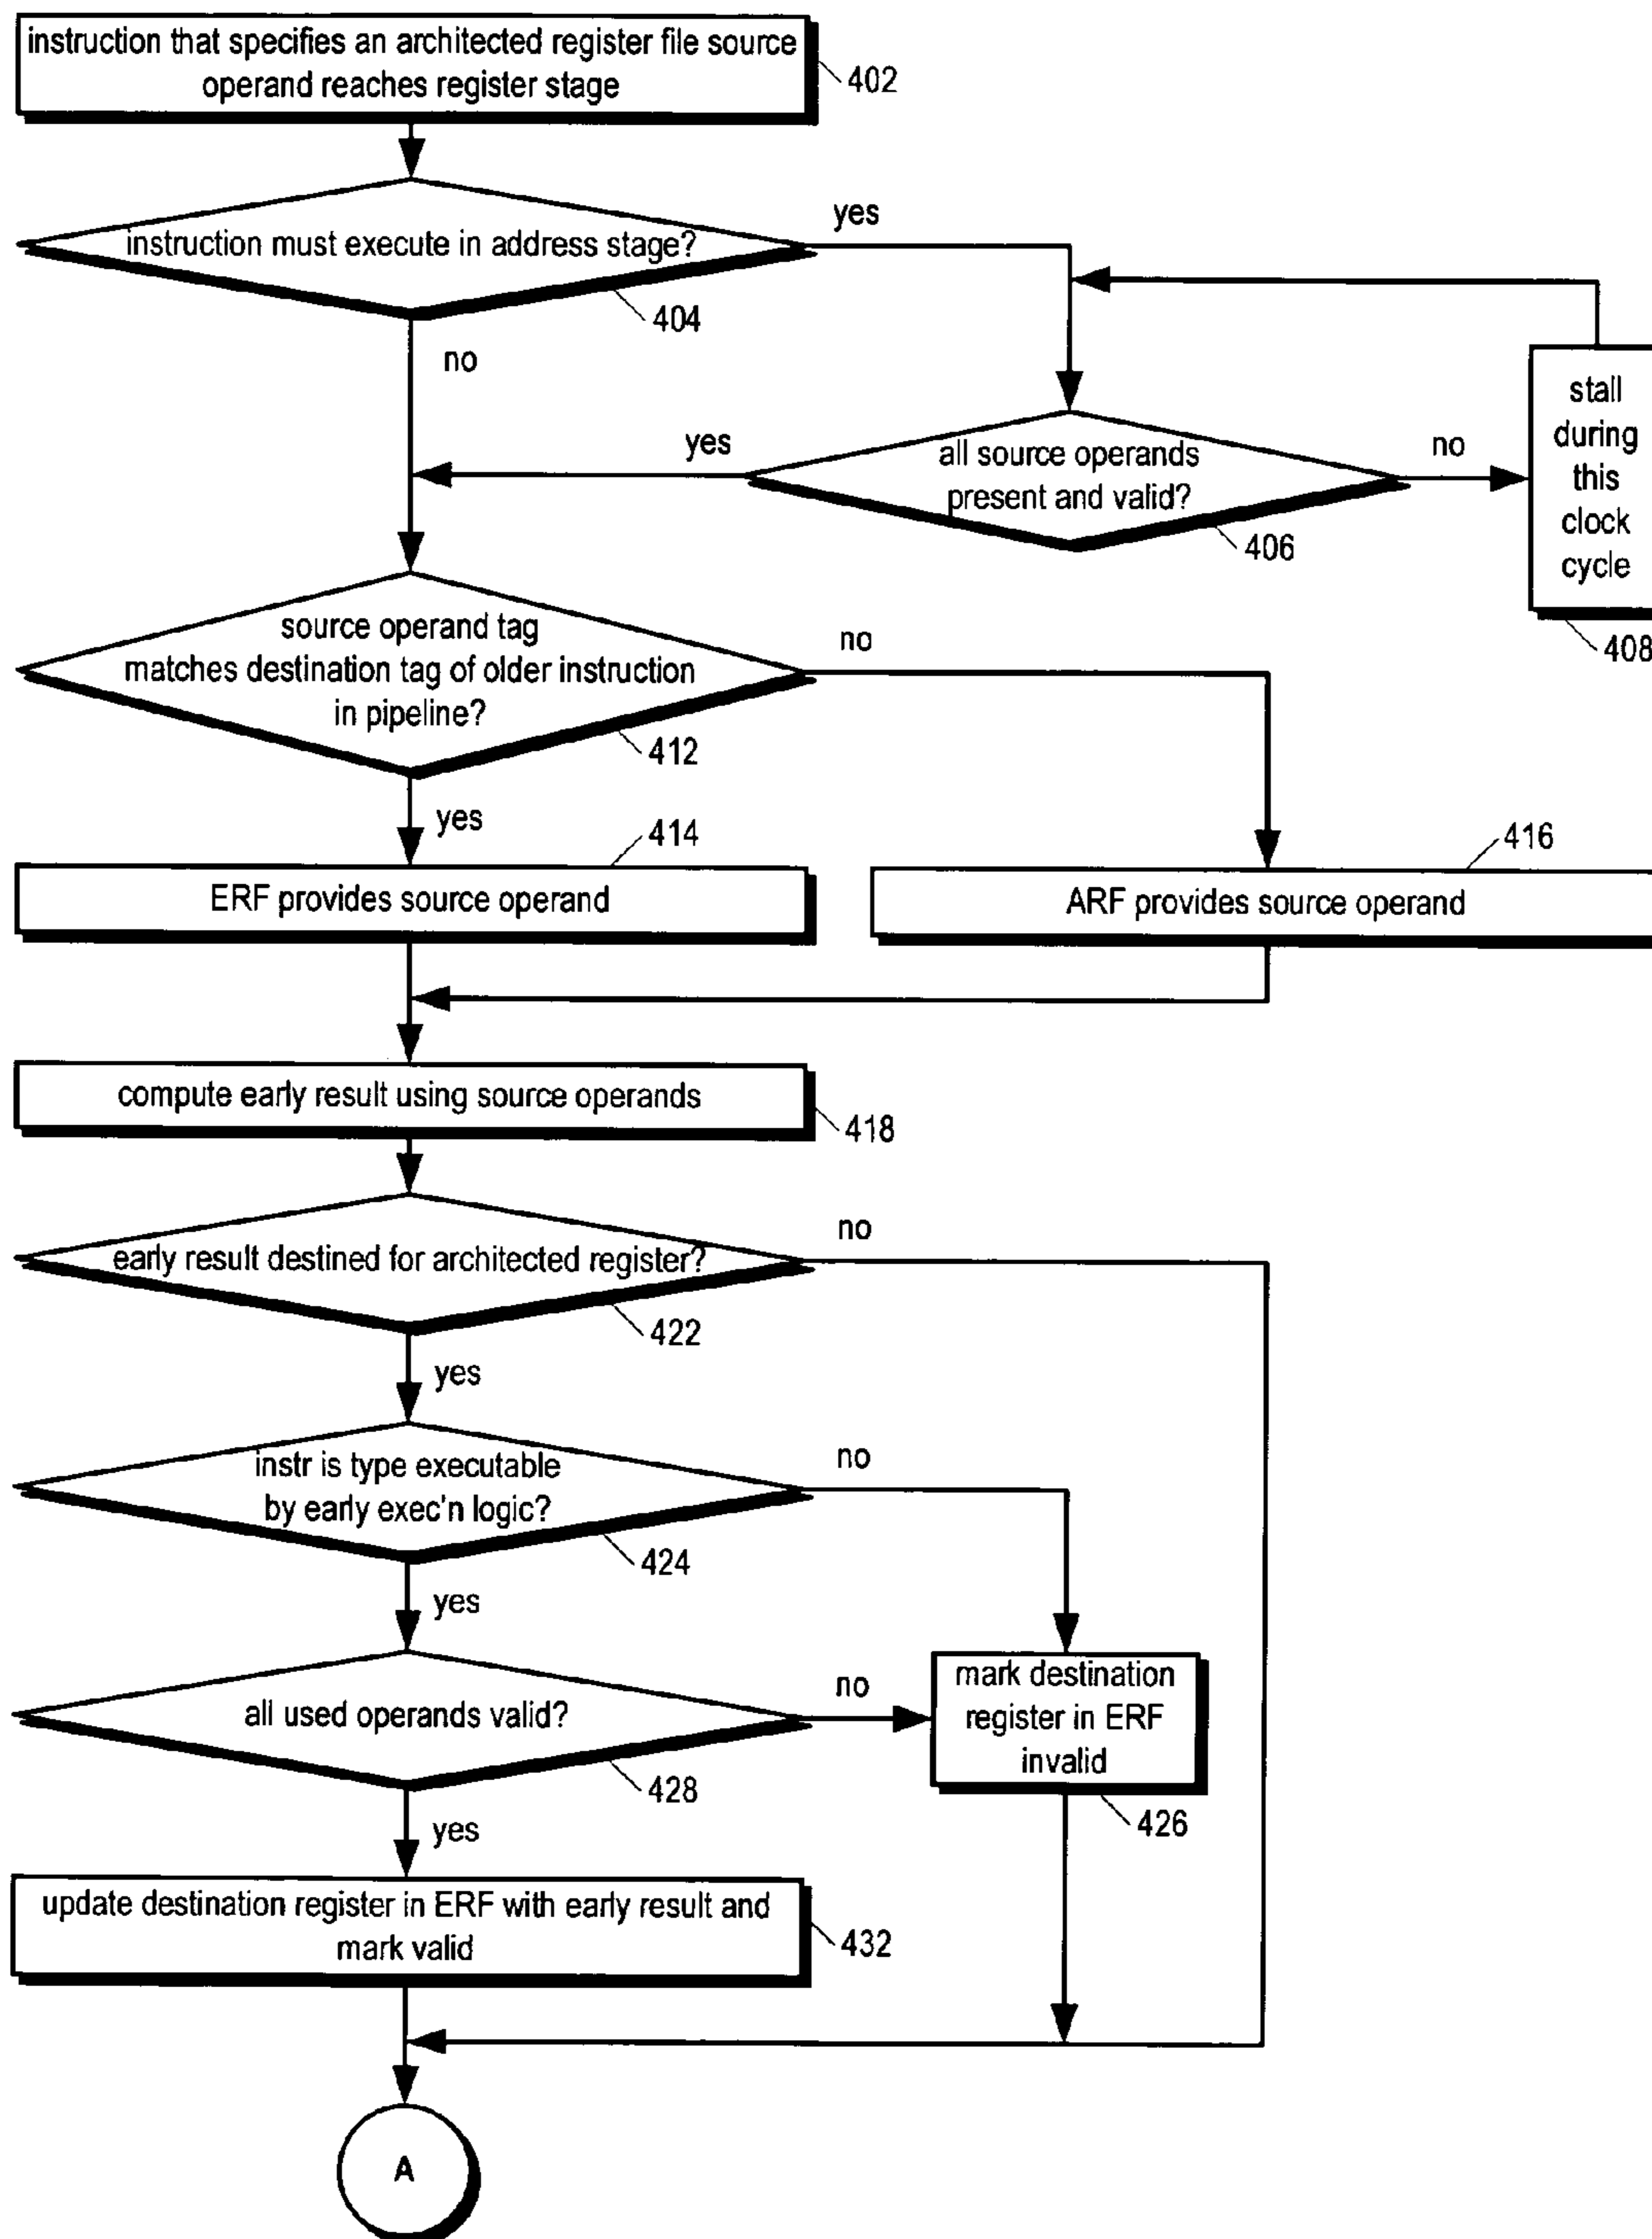 instruction that specifies an architected register file source
operand reaches register stage
402
instruction must execute in address stage?
yes
404
no
all source operands
present and valid?
yes
no
406
stall
during
this
clock
cycle
408
source operand tag
matches destination tag of older instruction
in pipeline?
no
412
yes
414
ERF provides source operand
416
ARF provides source operand
compute early result using source operands
418
early result destined for architected register?
no
422
yes
instr is type executable
by early exec'n logic?
no
424
yes
all used operands valid?
no
428
mark destination
register in ERF
invalid
426
yes
update destination register in ERF with early result and
mark valid
432
A